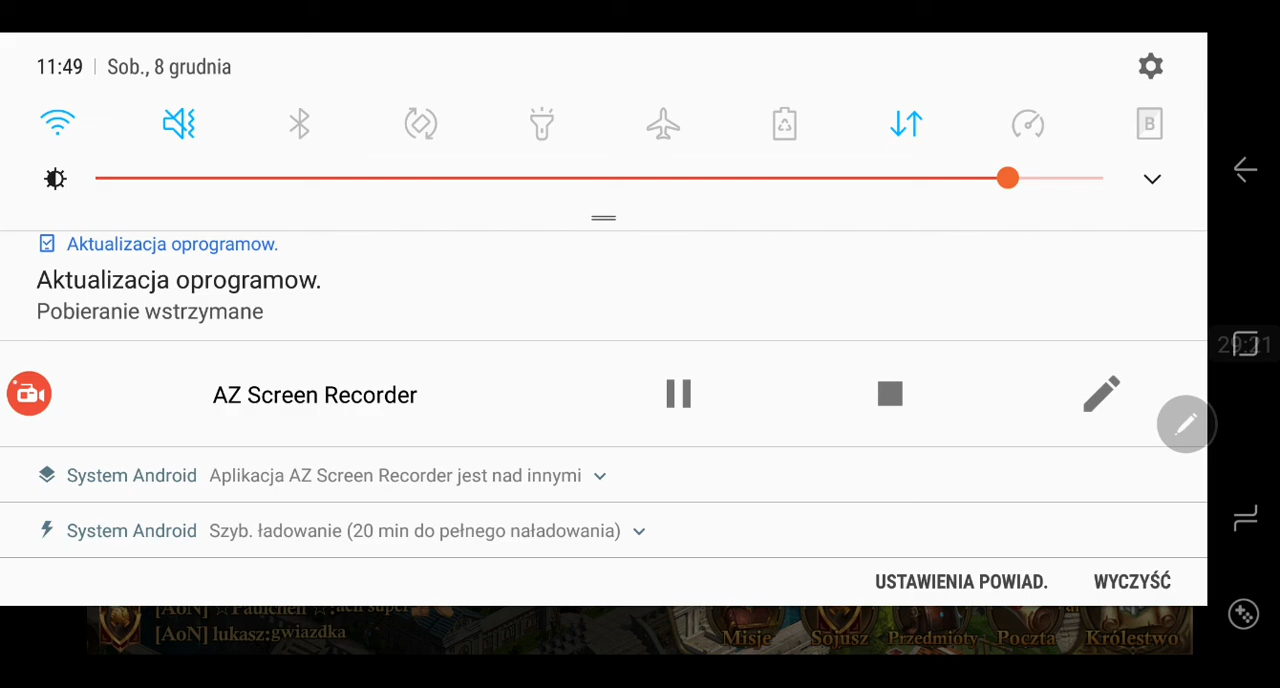 11:49 | Sob., 8 grudnia
B
Aktualizacja oprogramow.
Aktualizacja oprogramow.
Pobieranie wstrzymane
29:21
AZ Screen Recorder
System Android Aplikacja AZ Screen Recorder jest nad innymi
System Android Szyb. ładowanie (20 min do pełnego naładowania)
USTAWIENIA POWIAD. WYCZYŚĆ
[AoN] lukasz:gwiazdka
Misje Sojusz Przedmioty Poczta Królestwo